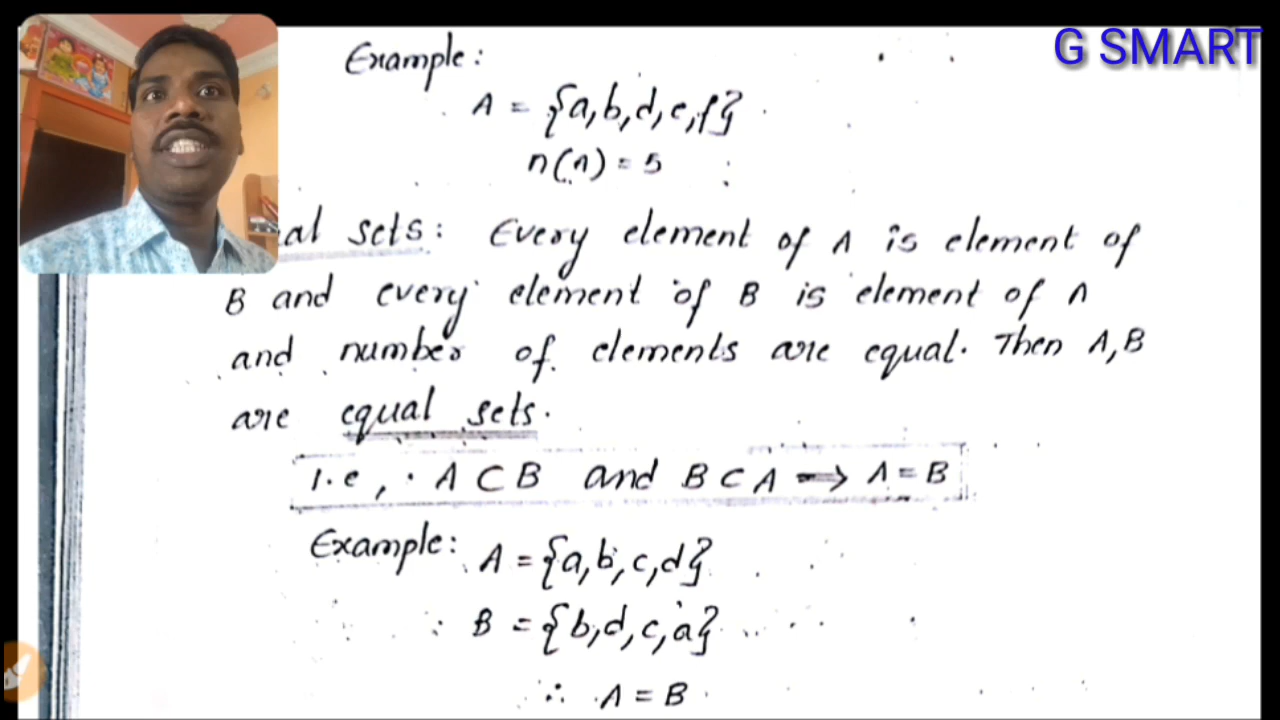 G SMART
Example:
A = {a, b, d, e, f}
n(A) = 5
al sets: Every element of A is element of
B and every element of B is element of A
and number of elements are equal. Then A, B
are equal sets.
i.e, A ⊂ B and B ⊂ A ⟹ A = B
Example: A = {a, b, c, d}
B = {b, d, c, a}
∴ A = B